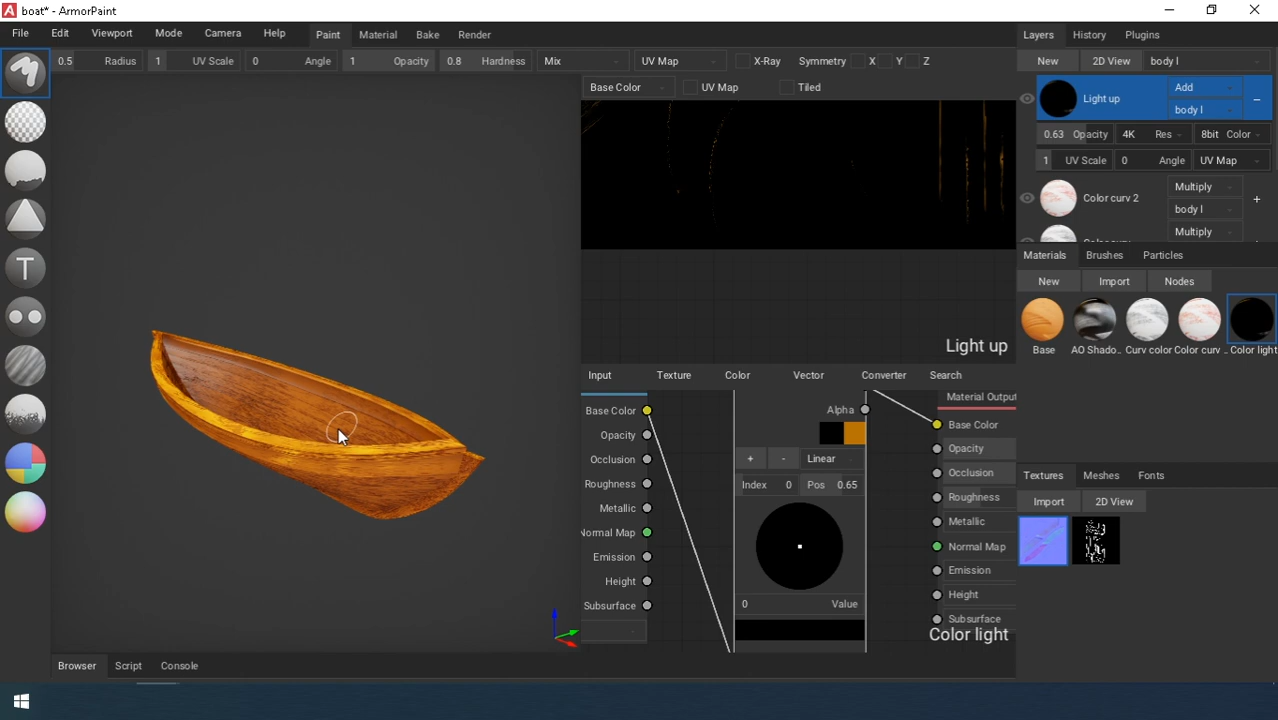 boat* - ArmorPaint
File Edit Viewport Mode Camera Help Paint Material Bake Render Layers History Plugins
0.5 Radius 1 UV Scale 0 Angle 1 Opacity 0.8 Hardness Mix UV Map X-Ray Symmetry X Y Z New 2D View body l
Base Color UV Map Tiled
Light up Add
body l
0.63 Opacity 4K Res 8bit Color
1 UV Scale 0 Angle UV Map
Color curv 2 Multiply
body l
Multiply
Materials Brushes Particles
New Import Nodes
Light up
Base AO Shado.. Curv color Color curv .. Color light
Input Texture Color Vector Converter Search
Base Color Alpha Material Output
Base Color
Opacity Opacity
Occlusion + - Linear Occlusion
Roughness Index 0 Pos 0.65 Roughness
Metallic Metallic
Normal Map Normal Map
Emission Emission
Height 0 Value Height
Subsurface Subsurface
Color light
Textures Meshes Fonts
Import 2D View
Browser Script Console